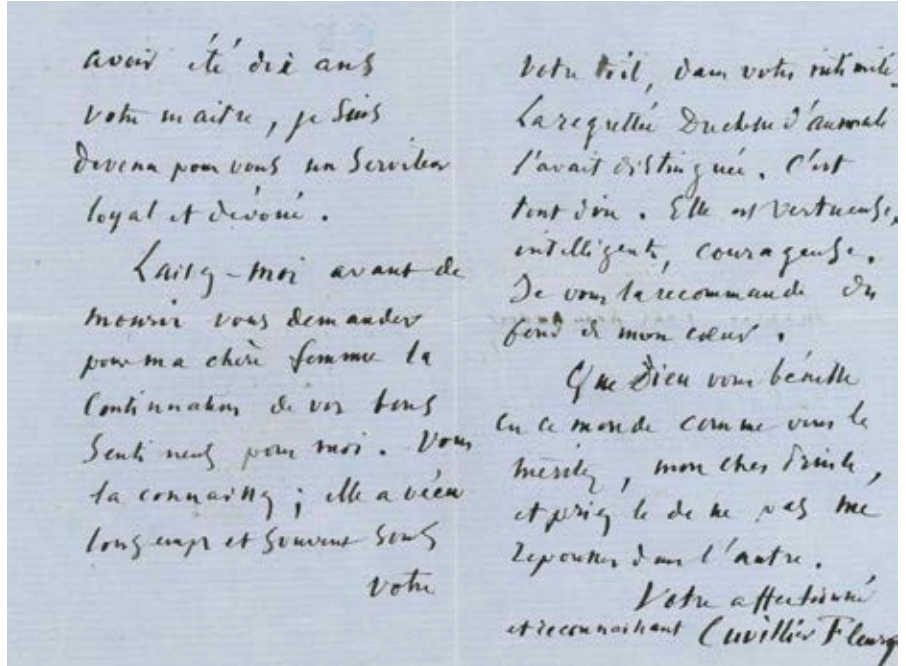 avoir été dix ans
votre maitre, je suis
devenu pour vous un serviteur
loyal et dévoué.
Laissez-moi avant de
mourir vous demander
pour ma chère femme la
continuation de vos bons
sentiments pour moi. Vous
la connaissez ; elle a vécu
longtemps et souvent sous
votre
votre toit, dans votre intimité.
La regrettée Duchesse d'aumale
l'avait distinguée. C'est
tout dire. Elle est vertueuse,
intelligente, courageuse.
Je vous la recommande du
fond de mon cœur.
Que Dieu vous bénisse
en ce monde comme vous le
méritez, mon cher Prince,
et priez le de ne pas me
repousser dans l'autre.
Votre affectionné
et reconnaissant Cuvillier Fleury